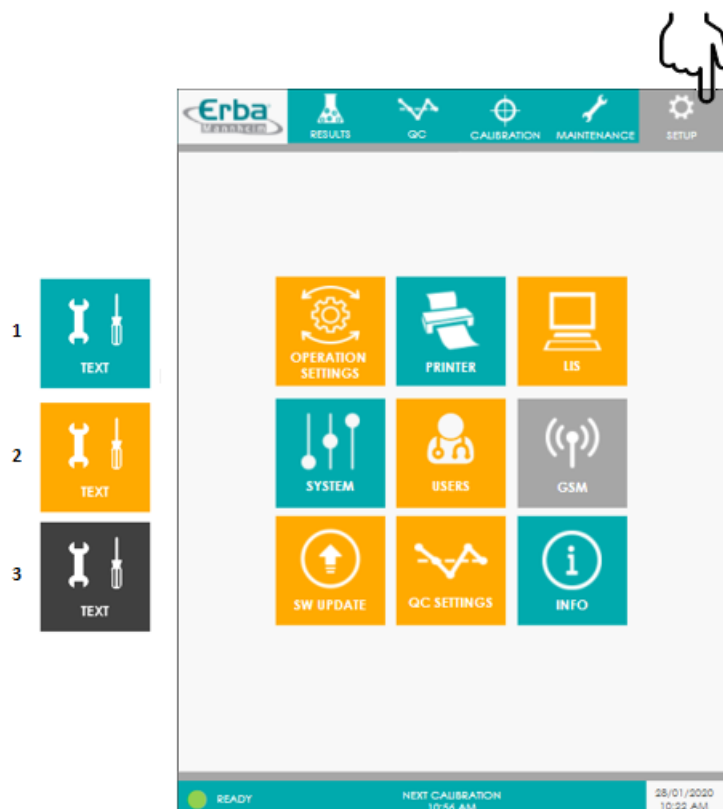 Erba
Mannheim
RESULTS
QC
CALIBRATION
MAINTENANCE
SETUP
1
TEXT
2
TEXT
3
TEXT
OPERATION
SETTINGS
PRINTER
LIS
SYSTEM
USERS
GSM
SW UPDATE
QC SETTINGS
INFO
READY
NEXT CALIBRATION
10:56 AM
28/01/2020
10:22 AM